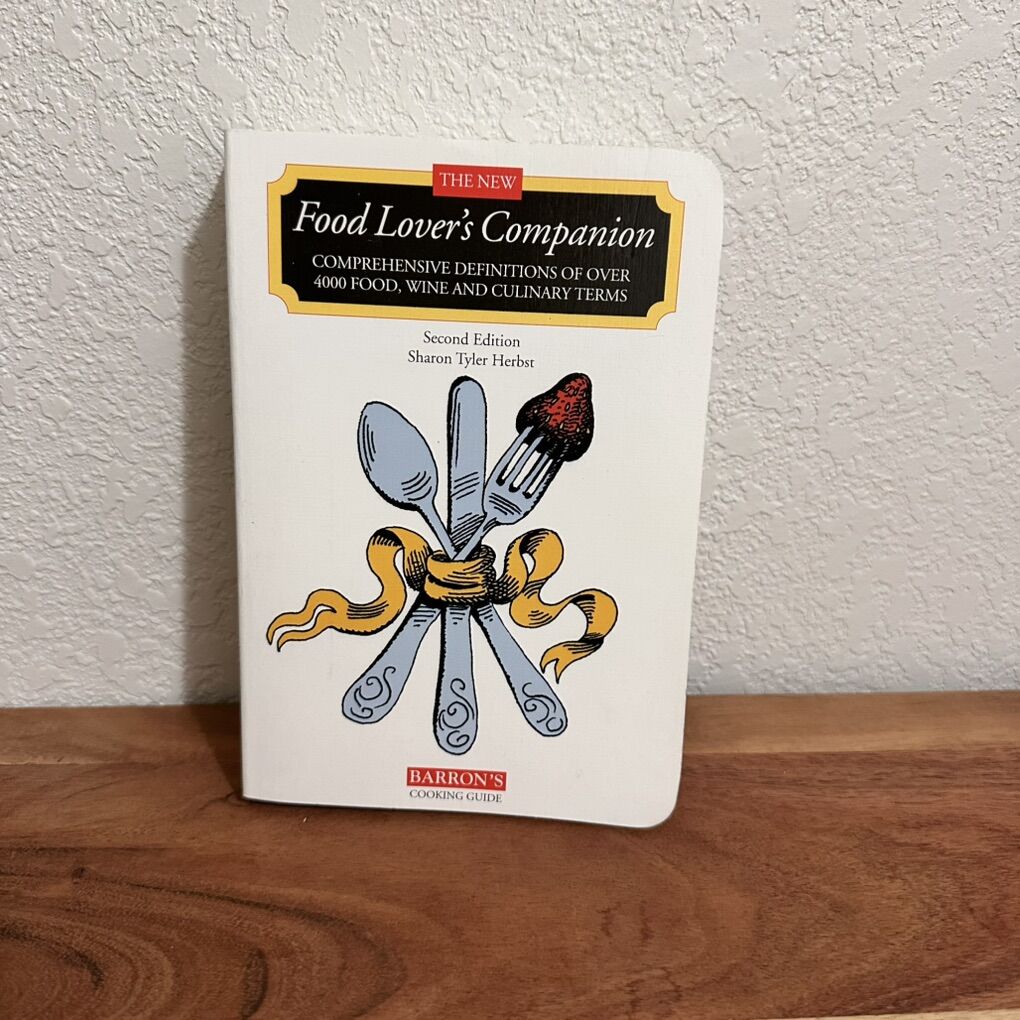 THE NEW
Food Lover's Companion
COMPREHENSIVE DEFINITIONS OF OVER
4000 FOOD, WINE AND CULINARY TERMS
Second Edition
Sharon Tyler Herbst
BARRON'S
COOKING GUIDE